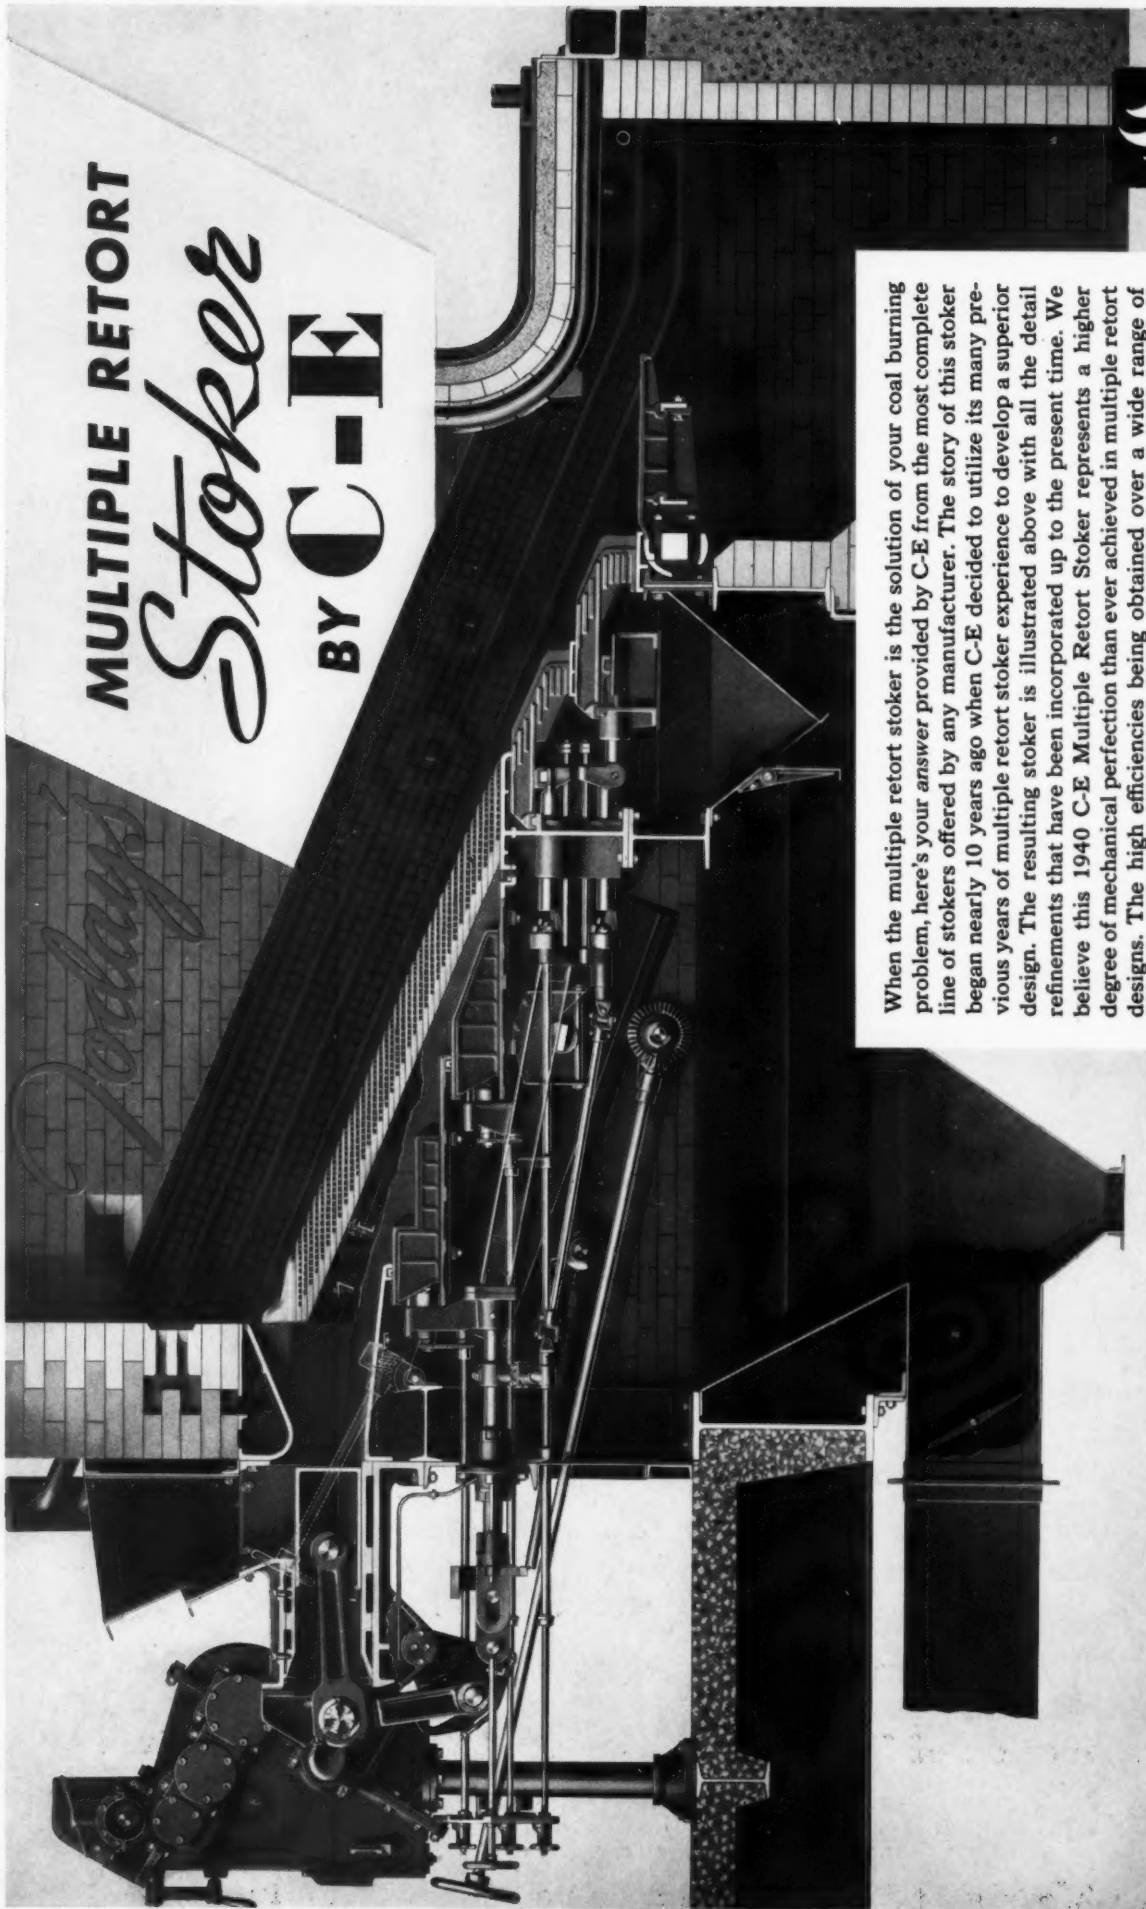 Today's
MULTIPLE RETORT
Stoker
BY C-E
When the multiple retort stoker is the solution of your coal burning
problem, here's your answer provided by C-E from the most complete
line of stokers offered by any manufacturer. The story of this stoker
began nearly 10 years ago when C-E decided to utilize its many pre-
vious years of multiple retort stoker experience to develop a superior
design. The resulting stoker is illustrated above with all the detail
refinements that have been incorporated up to the present time. We
believe this 1940 C-E Multiple Retort Stoker represents a higher
degree of mechanical perfection than ever achieved in multiple retort
designs. The high efficiencies being obtained over a wide range of